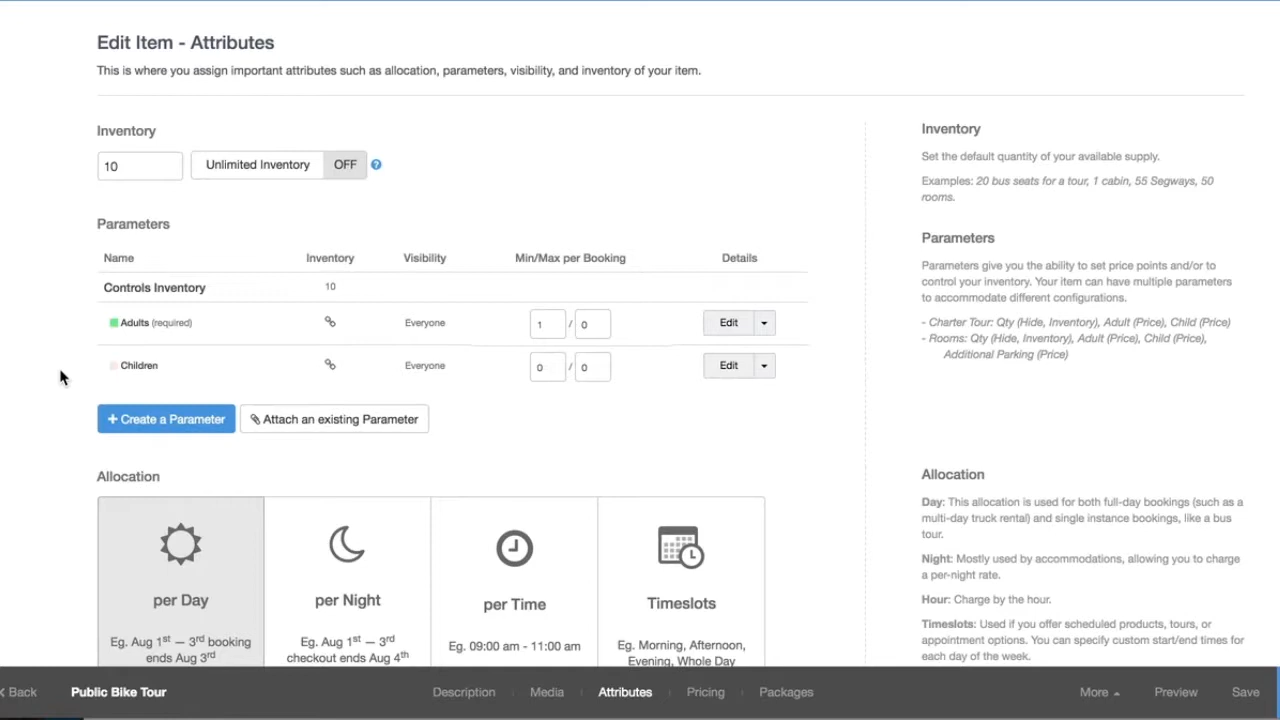 Edit Item - Attributes
This is where you assign important attributes such as allocation, parameters, visibility, and inventory of your item.
Inventory
10
Unlimited Inventory OFF ?
Parameters
Name Inventory Visibility Min/Max per Booking Details
Controls Inventory 10
Adults (required) Everyone 1 / 0 Edit
Children Everyone 0 / 0 Edit
+ Create a Parameter Attach an existing Parameter
Allocation
per Day
Eg. Aug 1st — 3rd booking
ends Aug 3rd
per Night
Eg. Aug 1st — 3rd
checkout ends Aug 4th
per Time
Eg. 09:00 am - 11:00 am
Timeslots
Eg. Morning, Afternoon,
Evening, Whole Day
Inventory
Set the default quantity of your available supply.
Examples: 20 bus seats for a tour, 1 cabin, 55 Segways, 50
rooms.
Parameters
Parameters give you the ability to set price points and/or to
control your inventory. Your item can have multiple parameters
to accommodate different configurations.
- Charter Tour: Qty (Hide, Inventory), Adult (Price), Child (Price)
- Rooms: Qty (Hide, Inventory), Adult (Price), Child (Price),
Additional Parking (Price)
Allocation
Day: This allocation is used for both full-day bookings (such as a
multi-day truck rental) and single instance bookings, like a bus
tour.
Night: Mostly used by accommodations, allowing you to charge
a per-night rate.
Hour: Charge by the hour.
Timeslots: Used if you offer scheduled products, tours, or
appointment options. You can specify custom start/end times for
each day of the week.
Back Public Bike Tour Description Media Attributes Pricing Packages More Preview Save